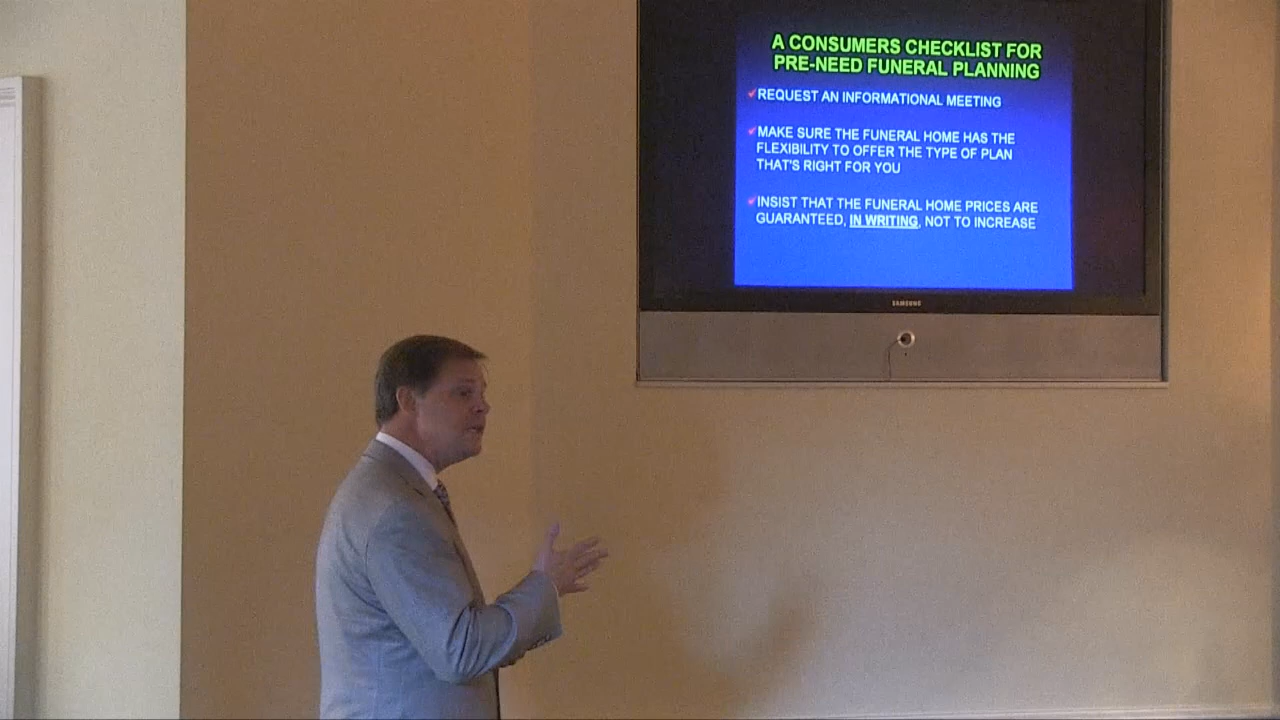 A CONSUMERS CHECKLIST FOR
PRE-NEED FUNERAL PLANNING
✓REQUEST AN INFORMATIONAL MEETING
✓MAKE SURE THE FUNERAL HOME HAS THE
FLEXIBILITY TO OFFER THE TYPE OF PLAN
THAT'S RIGHT FOR YOU
✓INSIST THAT THE FUNERAL HOME PRICES ARE
GUARANTEED, IN WRITING, NOT TO INCREASE
SAMSUNG